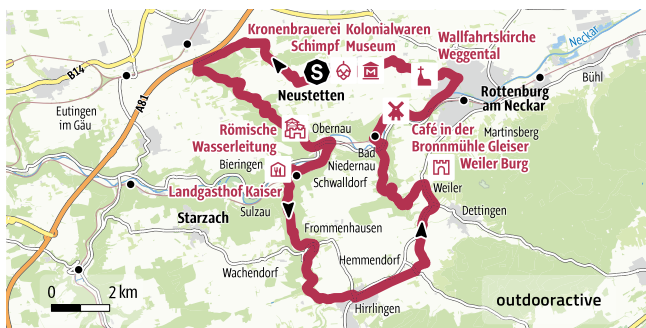 Kronenbrauerei
Schimpf
Kolonialwaren
Museum
Wallfahrtskirche
Weggental
Neckar
B14
S
Bühl
A81
Neustetten
Rottenburg
am Neckar
Eutingen
im Gäu
Römische
Wasserleitung
Obernau
Café in der
Bronnmühle Gleiser
Weiler Burg
Martinsberg
Bieringen
Bad
Niedernau
Schwalldorf
Landgasthof Kaiser
Weiler
Starzach
Sulzau
Dettingen
Frommenhausen
Wachendorf
Hemmendorf
0 2 km
Hirrlingen
outdooractive